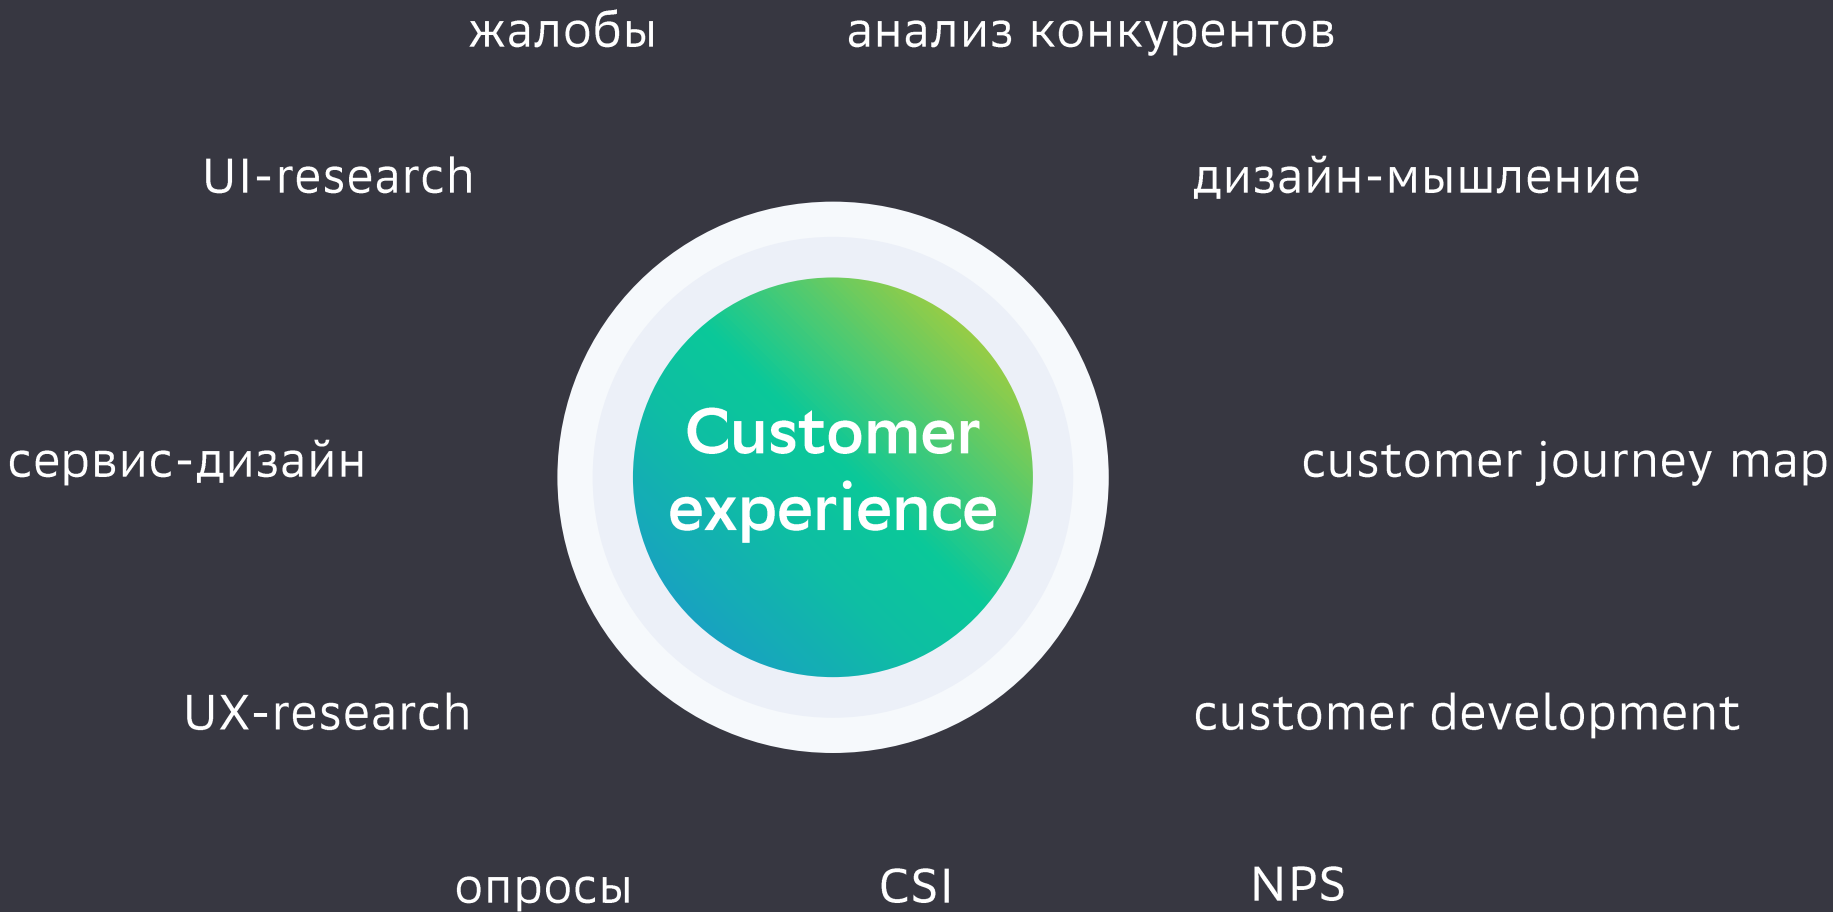 жалобы
анализ конкурентов
UI-research
дизайн-мышление
Customer
experience
сервис-дизайн
customer journey map
UX-research
customer development
опросы
CSI
NPS